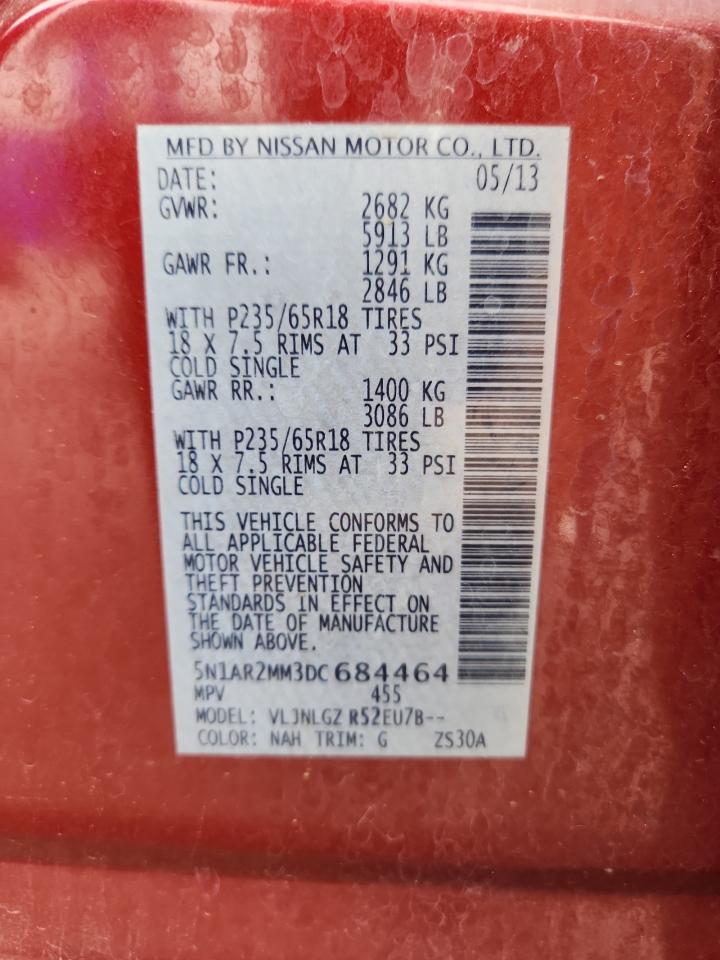 MFD BY NISSAN MOTOR CO., LTD.
DATE: 05/13
GVWR: 2682 KG
5913 LB
GAWR FR.: 1291 KG
2846 LB
WITH P235/65R18 TIRES
18 X 7.5 RIMS AT 33 PSI
COLD SINGLE
GAWR RR.: 1400 KG
3086 LB
WITH P235/65R18 TIRES
18 X 7.5 RIMS AT 33 PSI
COLD SINGLE
THIS VEHICLE CONFORMS TO
ALL APPLICABLE FEDERAL
MOTOR VEHICLE SAFETY AND
THEFT PREVENTION
STANDARDS IN EFFECT ON
THE DATE OF MANUFACTURE
SHOWN ABOVE.
5N1AR2MM3DC684464
MPV 455
MODEL: VLJNLGZ R52EU7B--
COLOR: NAH TRIM: G ZS30A